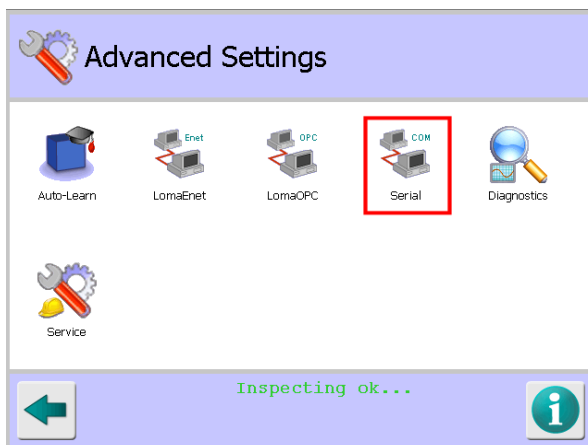 Advanced Settings
Enet
OPC
COM
Auto-Learn
LomaEnet
LomaOPC
Serial
Diagnostics
Service
Inspecting ok...
i